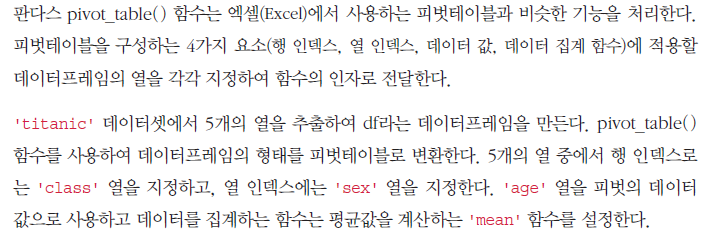 판다스 pivot_table( ) 함수는 엑셀(Excel)에서 사용하는 피벗테이블과 비슷한 기능을 처리한다.
피벗테이블을 구성하는 4가지 요소(행 인덱스, 열 인덱스, 데이터 값, 데이터 집계 함수)에 적용할
데이터프레임의 열을 각각 지정하여 함수의 인자로 전달한다.
'titanic' 데이터셋에서 5개의 열을 추출하여 df라는 데이터프레임을 만든다. pivot_table( )
함수를 사용하여 데이터프레임의 형태를 피벗테이블로 변환한다. 5개의 열 중에서 행 인덱스로
는 'class' 열을 지정하고, 열 인덱스에는 'sex' 열을 지정한다. 'age' 열을 피벗의 데이터
값으로 사용하고 데이터를 집계하는 함수는 평균값을 계산하는 'mean' 함수를 설정한다.